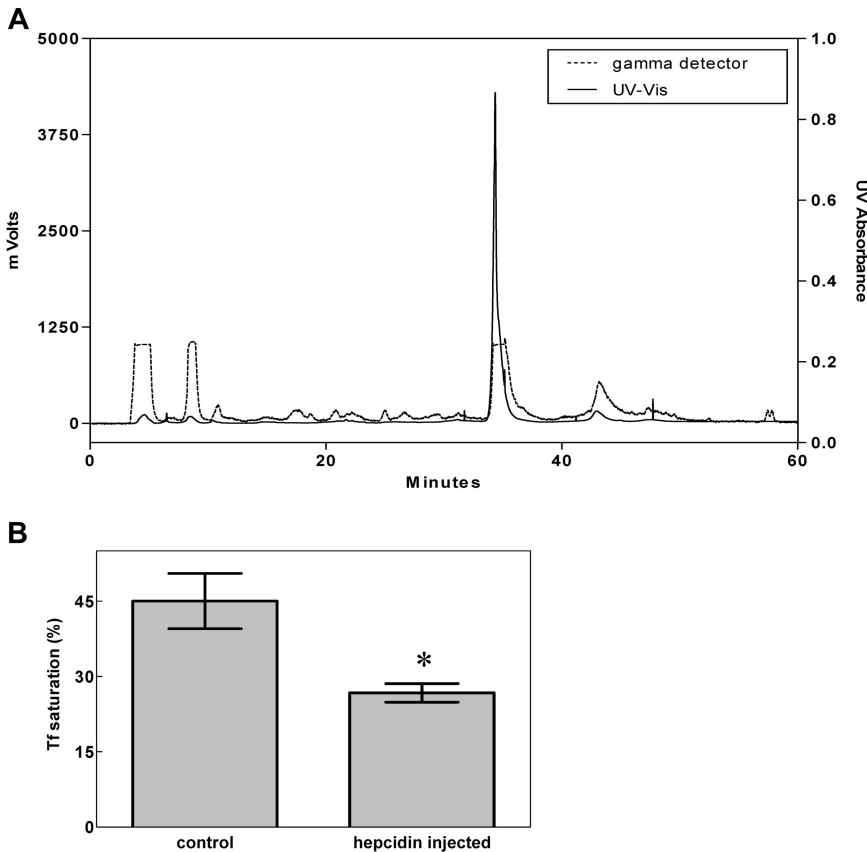 A
5000
3750
2500
1250
0
m Volts
1.0
0.8
0.6
0.4
0.2
0.0
UV Absorbance
gamma detector
UV-Vis
0
20
40
60
Minutes
B
45
30
15
0
Tf saturation (%)
*
control
hepcidin injected